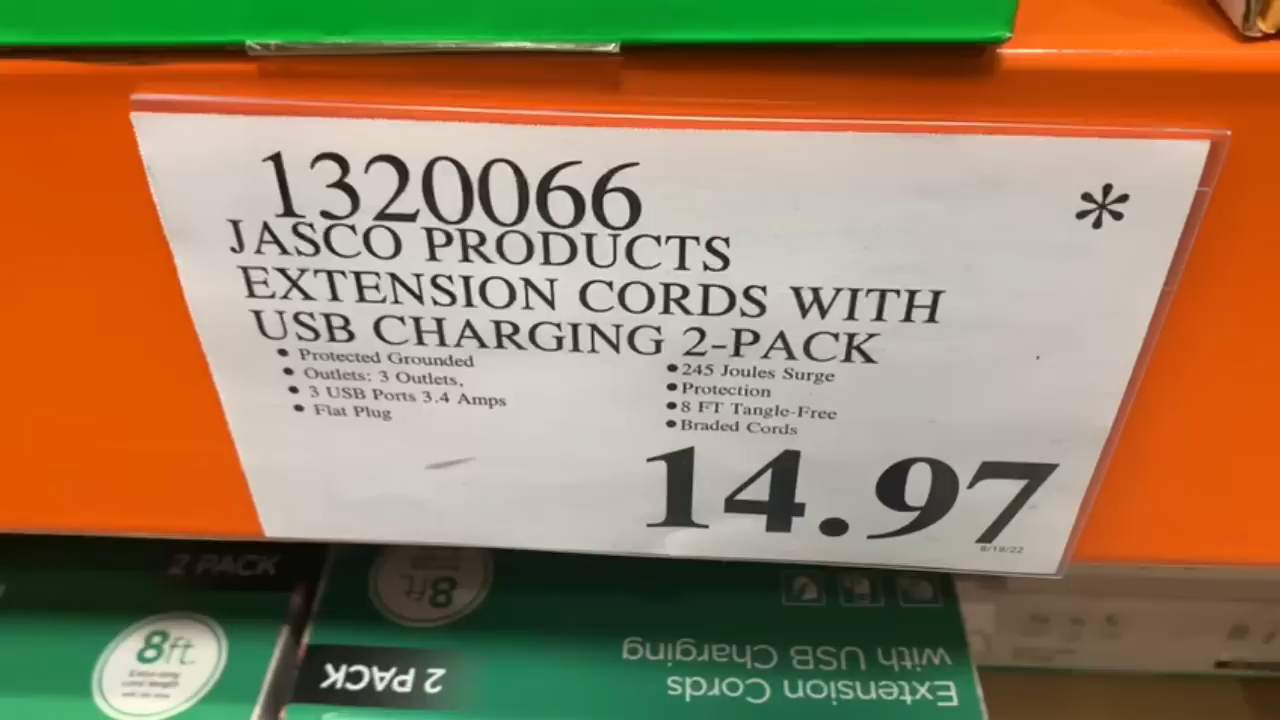 1320066
*
JASCO PRODUCTS
EXTENSION CORDS WITH
USB CHARGING 2-PACK
• Protected Grounded
• Outlets: 3 Outlets,
• 3 USB Ports 3.4 Amps
• Flat Plug
• 245 Joules Surge
• Protection
• 8 FT Tangle-Free
• Braded Cords
14.97
8/18/22
2 PACK
8ft.
8ft.
2 PACK
Extension Cords
with USB Charging